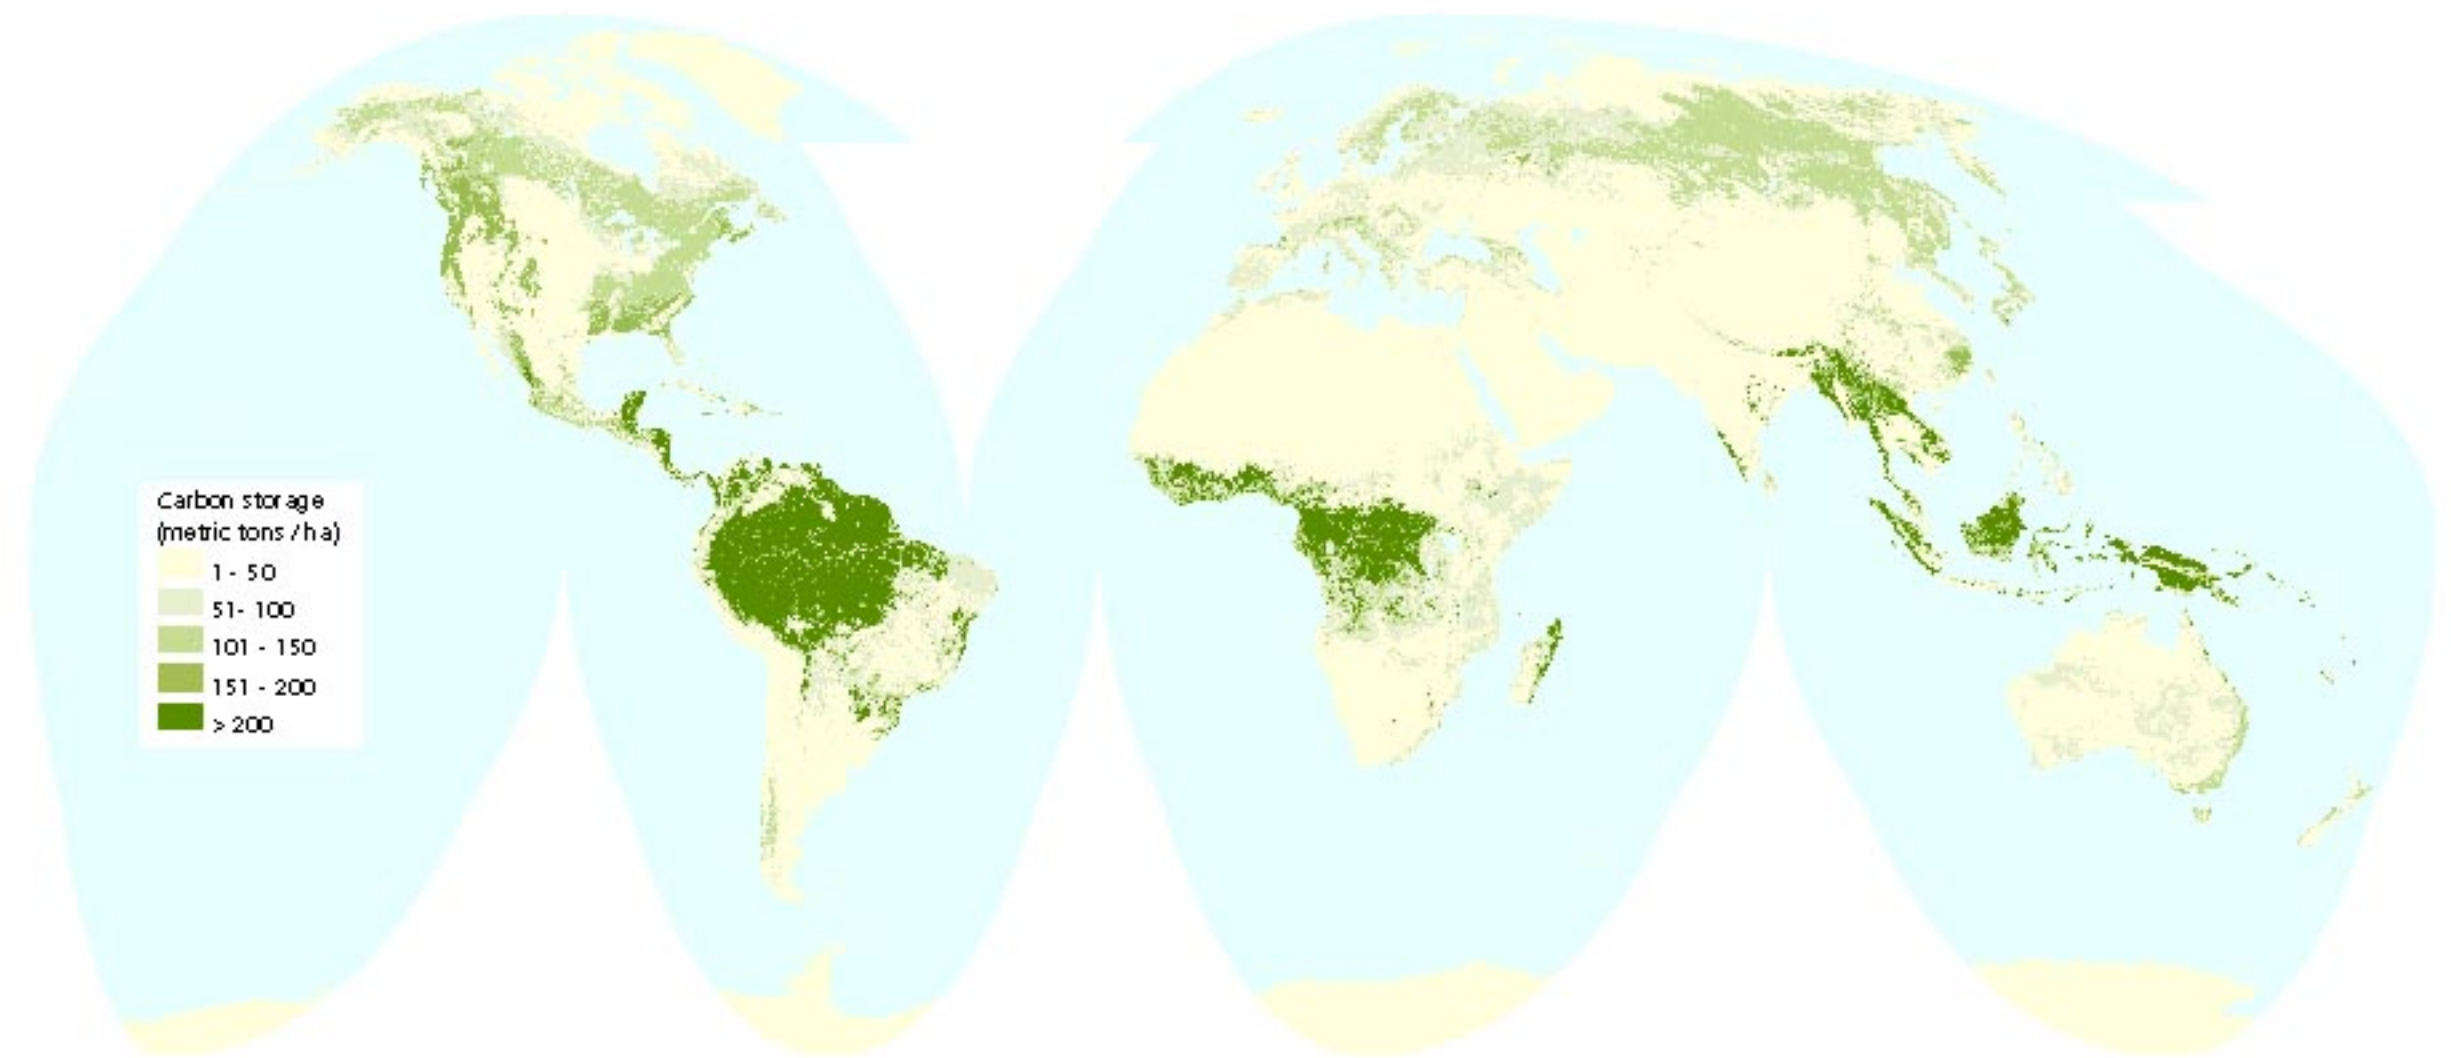 Carbon storage
(metric tons / ha)
1 - 50
51- 100
101 - 150
151 - 200
> 200